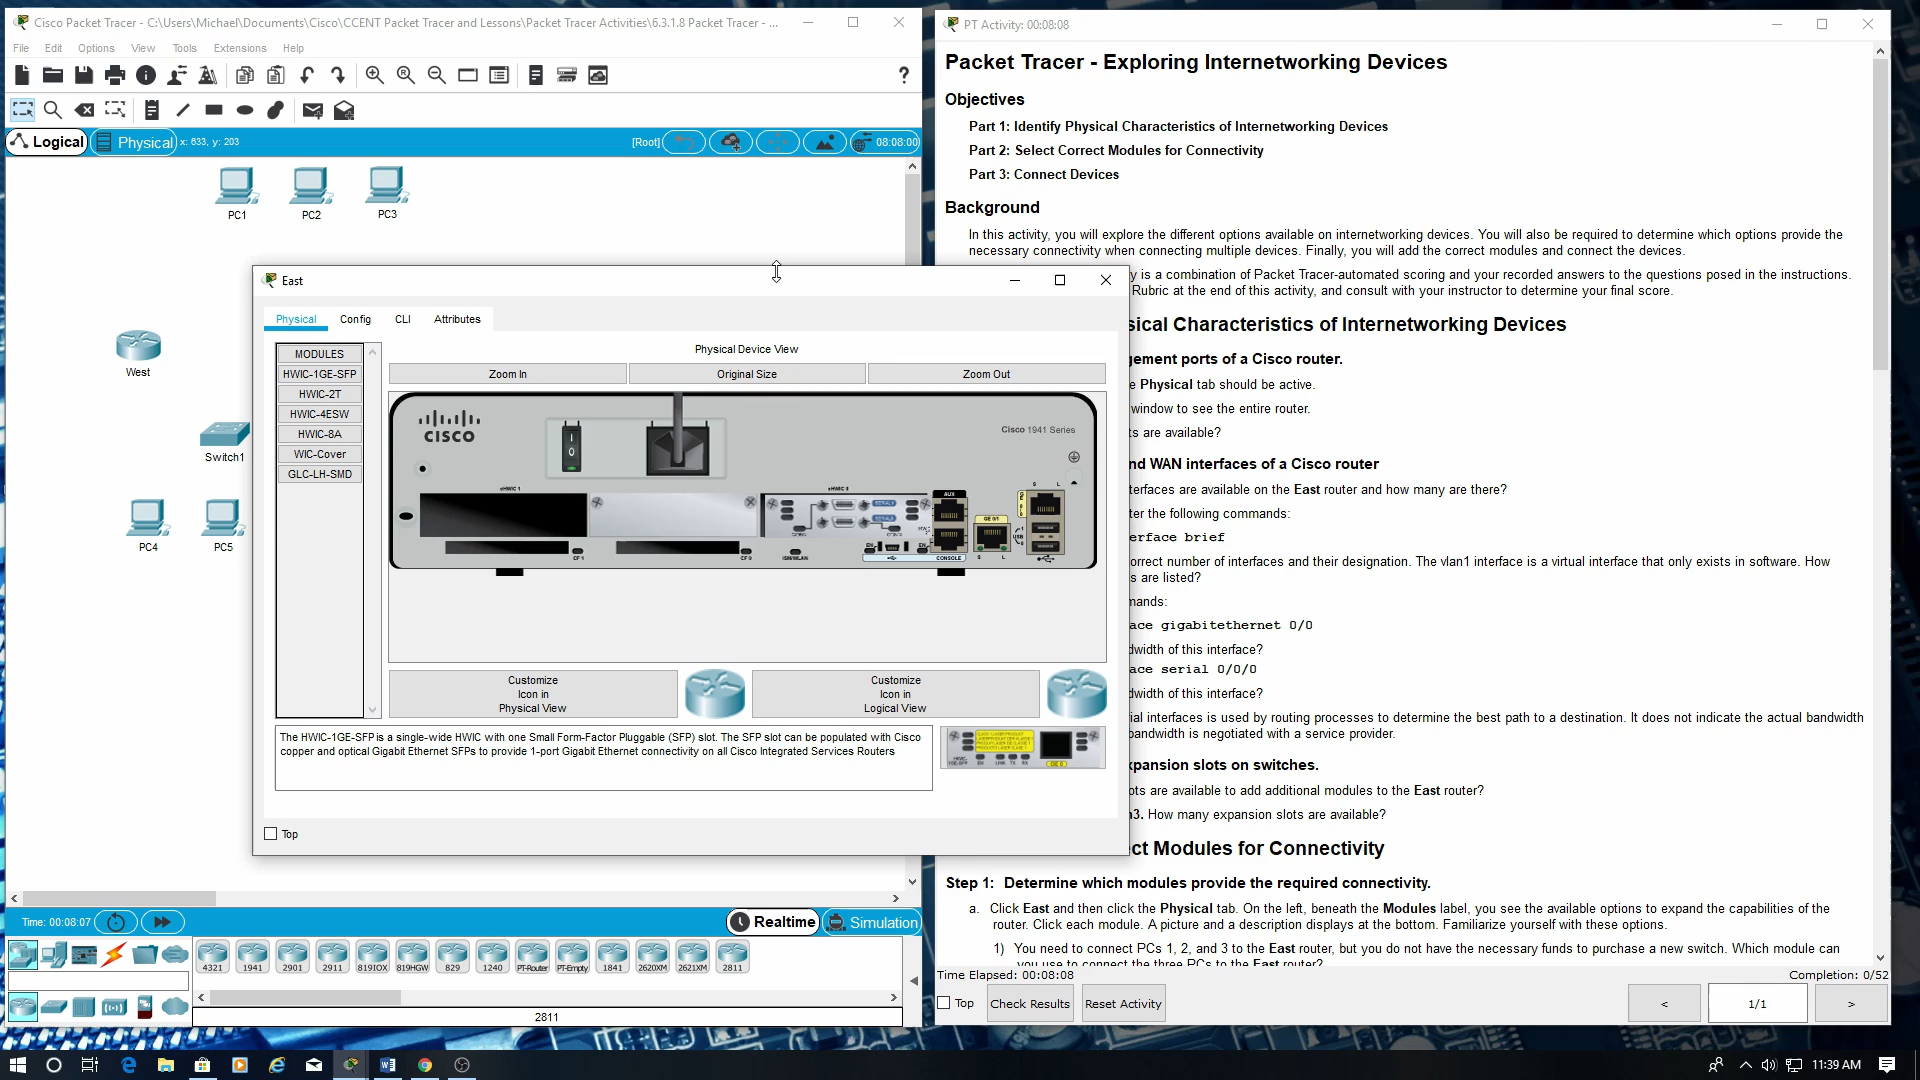 Cisco Packet Tracer - C:\Users\Michael\Documents\Cisco\CCENT Packet Tracer and Lessons\Packet Tracer Activities\6.3.1.8 Packet Tracer - ...
File Edit Options View Tools Extensions Help
?
Logical Physical x: 633, y: 203 [Root] 08:08:00
PC1 PC2 PC3
West
Switch1
PC4 PC5
East
Physical Config CLI Attributes
MODULES
HWIC-1GE-SFP
HWIC-2T
HWIC-4ESW
HWIC-8A
WIC-Cover
GLC-LH-SMD
Physical Device View
Zoom In Original Size Zoom Out
CISCO
Cisco 1941 Series
AUX
GE 0/1
CONSOLE
Customize
Icon in
Physical View
Customize
Icon in
Logical View
The HWIC-1GE-SFP is a single-wide HWIC with one Small Form-Factor Pluggable (SFP) slot. The SFP slot can be populated with Cisco
copper and optical Gigabit Ethernet SFPs to provide 1-port Gigabit Ethernet connectivity on all Cisco Integrated Services Routers
Top
Time: 00:08:07 Realtime Simulation
4321 1941 2901 2911 819IOX 819HGW 829 1240 PT-Router PT-Empty 1841 2620XM 2621XM 2811
2811
PT Activity: 00:08:08
Packet Tracer - Exploring Internetworking Devices
Objectives
Part 1: Identify Physical Characteristics of Internetworking Devices
Part 2: Select Correct Modules for Connectivity
Part 3: Connect Devices
Background
In this activity, you will explore the different options available on internetworking devices. You will also be required to determine which options provide the
necessary connectivity when connecting multiple devices. Finally, you will add the correct modules and connect the devices.
y is a combination of Packet Tracer-automated scoring and your recorded answers to the questions posed in the instructions.
Rubric at the end of this activity, and consult with your instructor to determine your final score.
sical Characteristics of Internetworking Devices
gement ports of a Cisco router.
e Physical tab should be active.
window to see the entire router.
ts are available?
nd WAN interfaces of a Cisco router
terfaces are available on the East router and how many are there?
ter the following commands:
erface brief
orrect number of interfaces and their designation. The vlan1 interface is a virtual interface that only exists in software. How
s are listed?
mands:
ace gigabitethernet 0/0
dwidth of this interface?
ace serial 0/0/0
dwidth of this interface?
ial interfaces is used by routing processes to determine the best path to a destination. It does not indicate the actual bandwidth
bandwidth is negotiated with a service provider.
xpansion slots on switches.
ots are available to add additional modules to the East router?
h3. How many expansion slots are available?
ct Modules for Connectivity
Step 1: Determine which modules provide the required connectivity.
a. Click East and then click the Physical tab. On the left, beneath the Modules label, you see the available options to expand the capabilities of the
router. Click each module. A picture and a description displays at the bottom. Familiarize yourself with these options.
1) You need to connect PCs 1, 2, and 3 to the East router, but you do not have the necessary funds to purchase a new switch. Which module can
you use to connect the three PCs to the East router?
Time Elapsed: 00:08:08 Completion: 0/52
Top Check Results Reset Activity < 1/1 >
11:39 AM